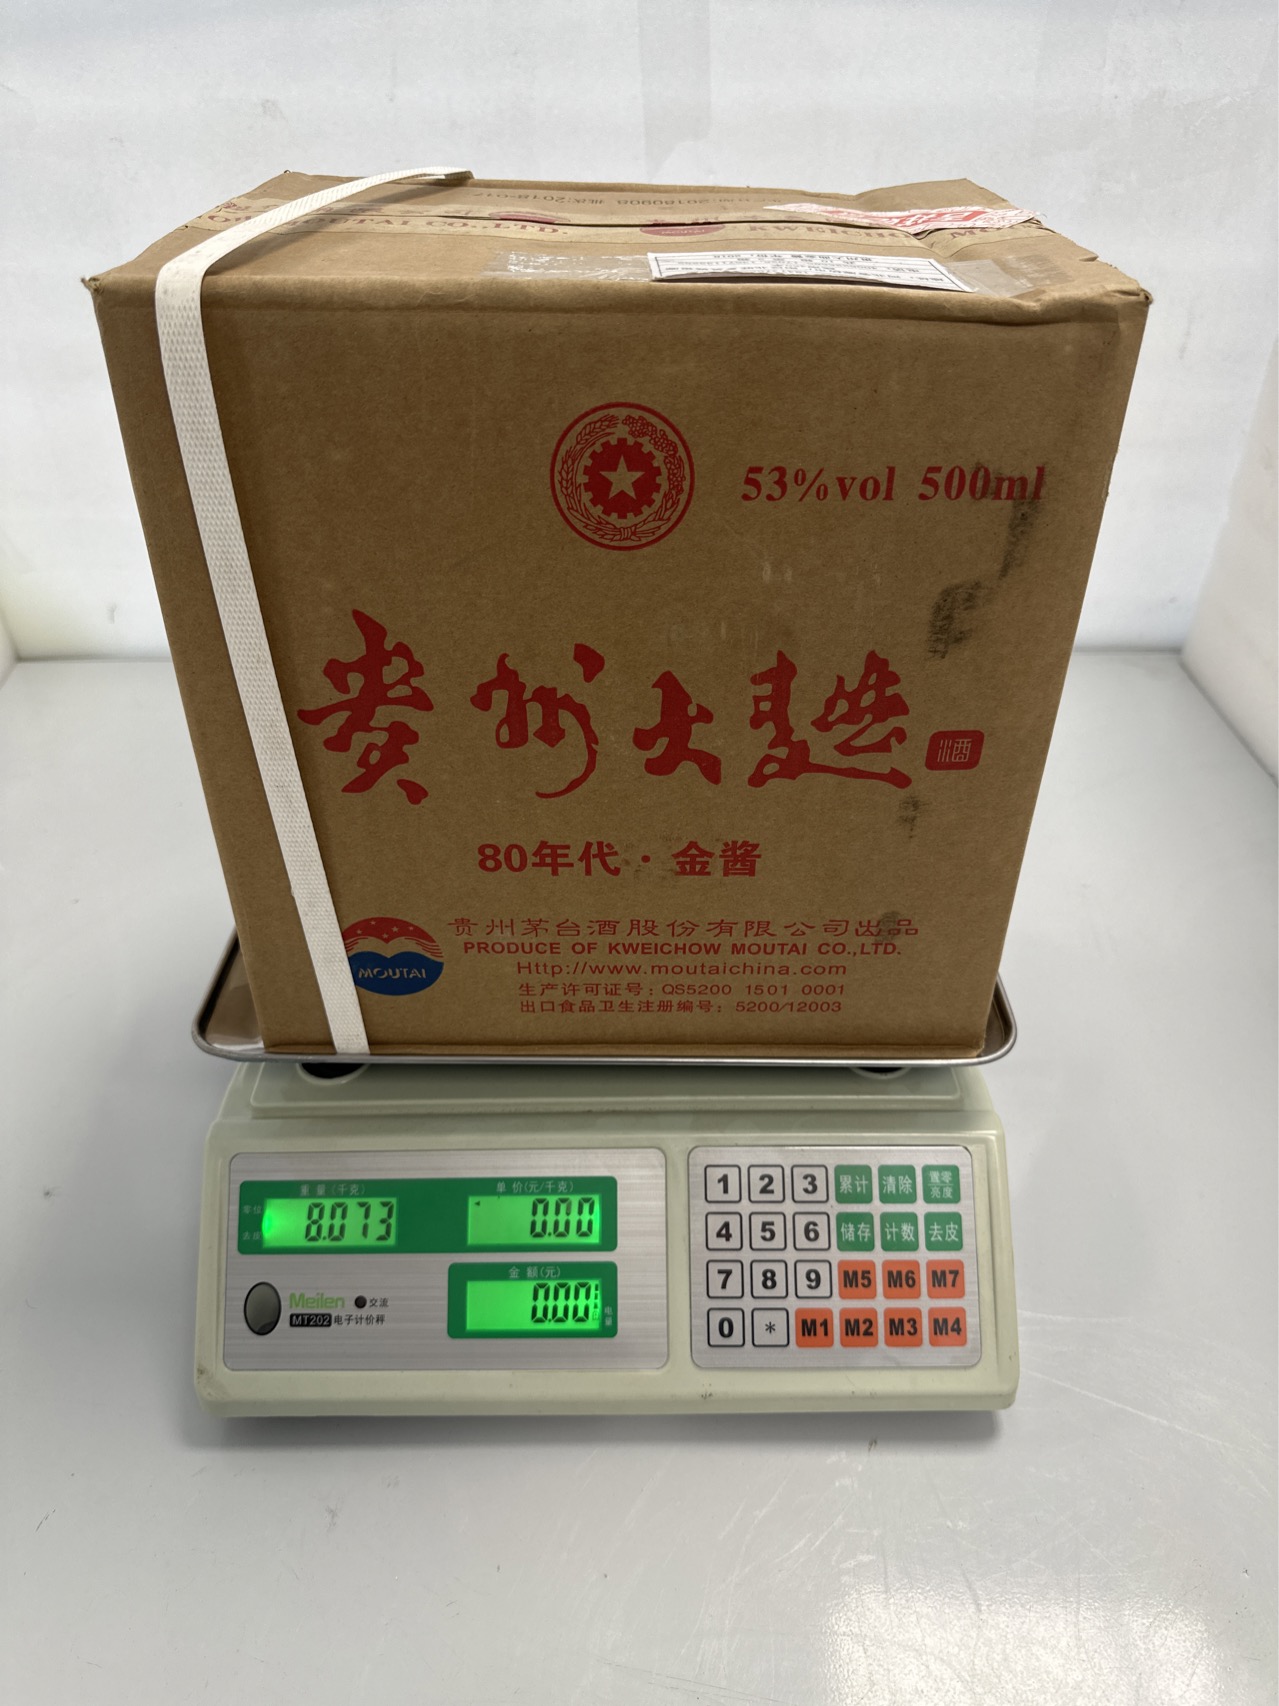 53%vol 500ml
贵州大曲
酒
80年代·金酱
贵州茅台酒股份有限公司出品
PRODUCE OF KWEICHOW MOUTAI CO.,LTD.
MOUTAI
Http://www.moutaichina.com
生产许可证号: QS5200 1501 0001
出口食品卫生注册编号: 5200/12003
重量(千克)
单价(元/千克)
零位
去皮
8.073
0.00
金额(元)
0.00
电量
Meilen
交流
MT202 电子计价秤
1 2 3 累计 清除 置零 亮度
4 5 6 储存 计数 去皮
7 8 9 M5 M6 M7
0 * M1 M2 M3 M4